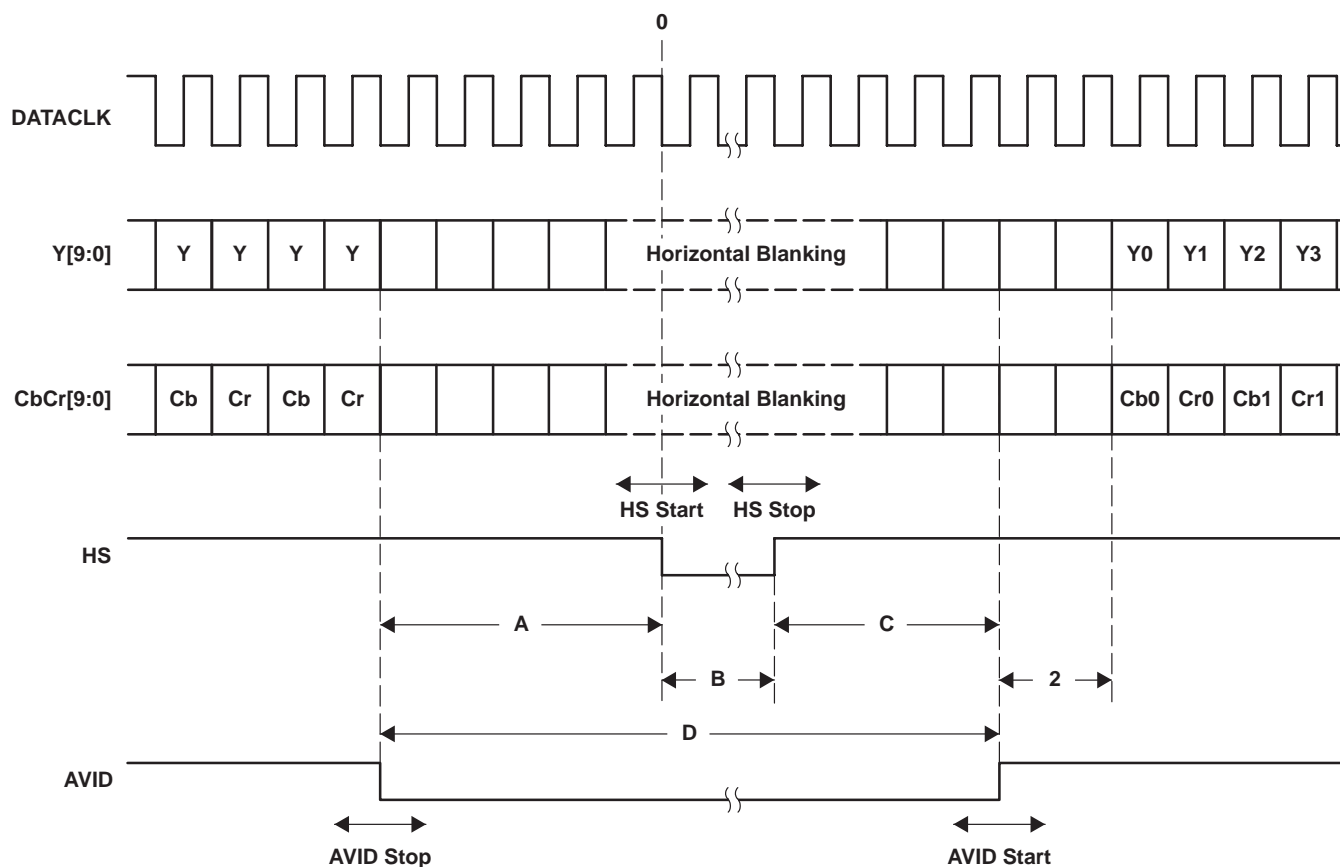 0
DATACLK
Y[9:0] Y Y Y Y Horizontal Blanking Y0 Y1 Y2 Y3
CbCr[9:0] Cb Cr Cb Cr Horizontal Blanking Cb0 Cr0 Cb1 Cr1
HS Start HS Stop
HS
A C
B 2
D
AVID
AVID Stop AVID Start